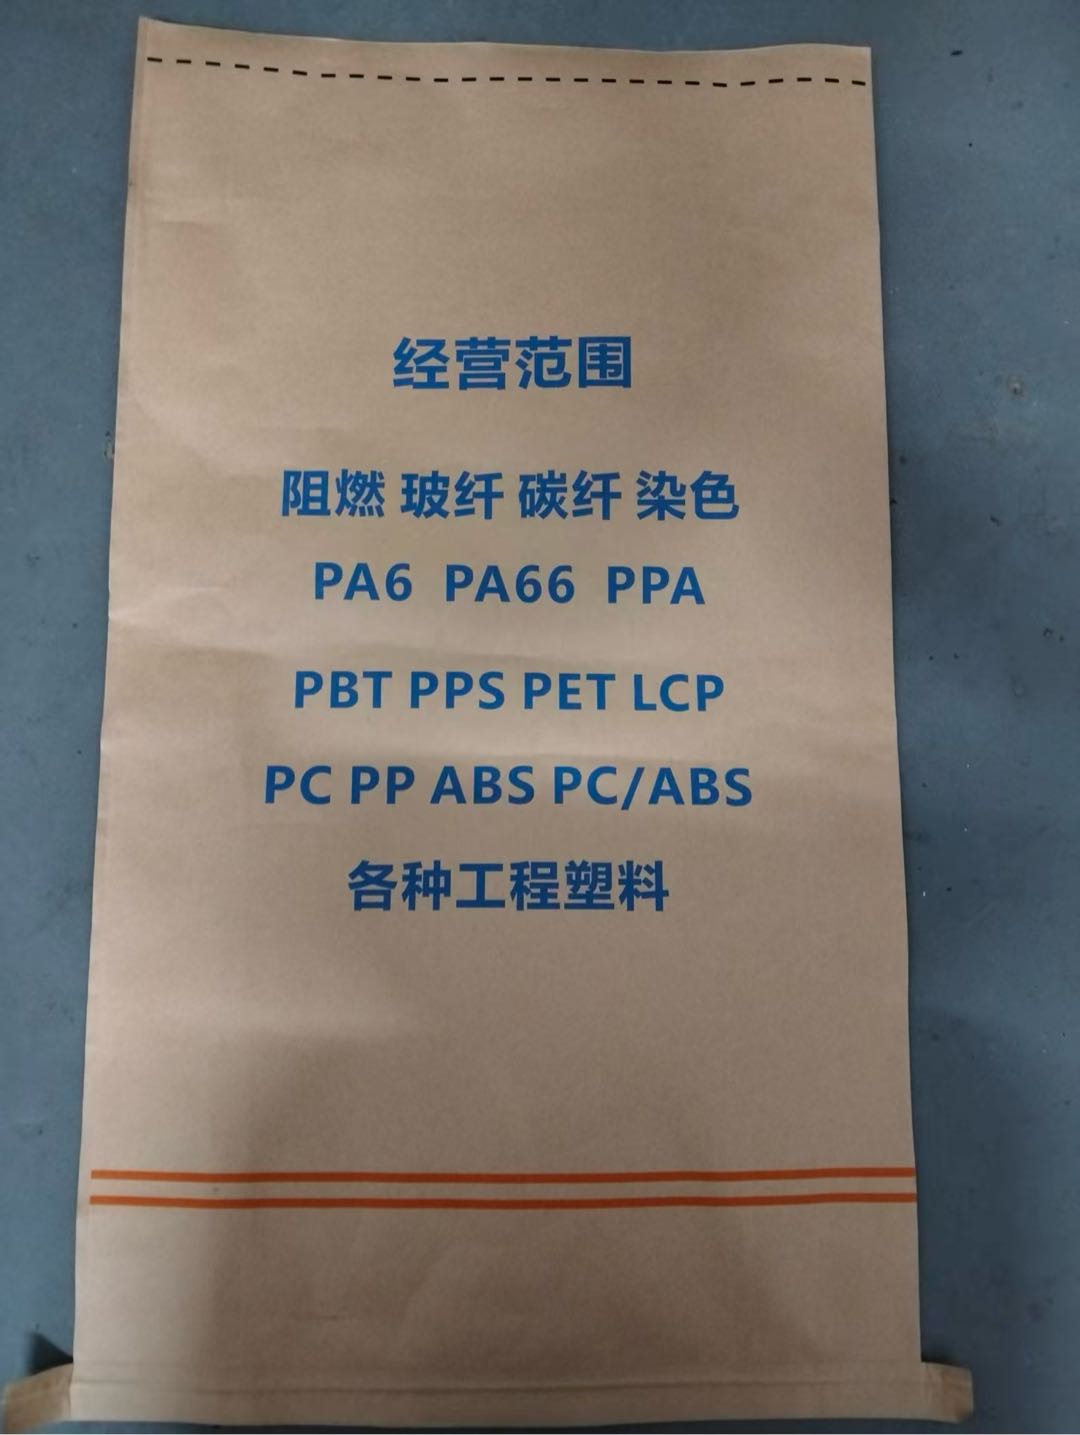 经营范围
阻燃 玻纤 碳纤 染色
PA6 PA66 PPA
PBT PPS PET LCP
PC PP ABS PC/ABS
各种工程塑料